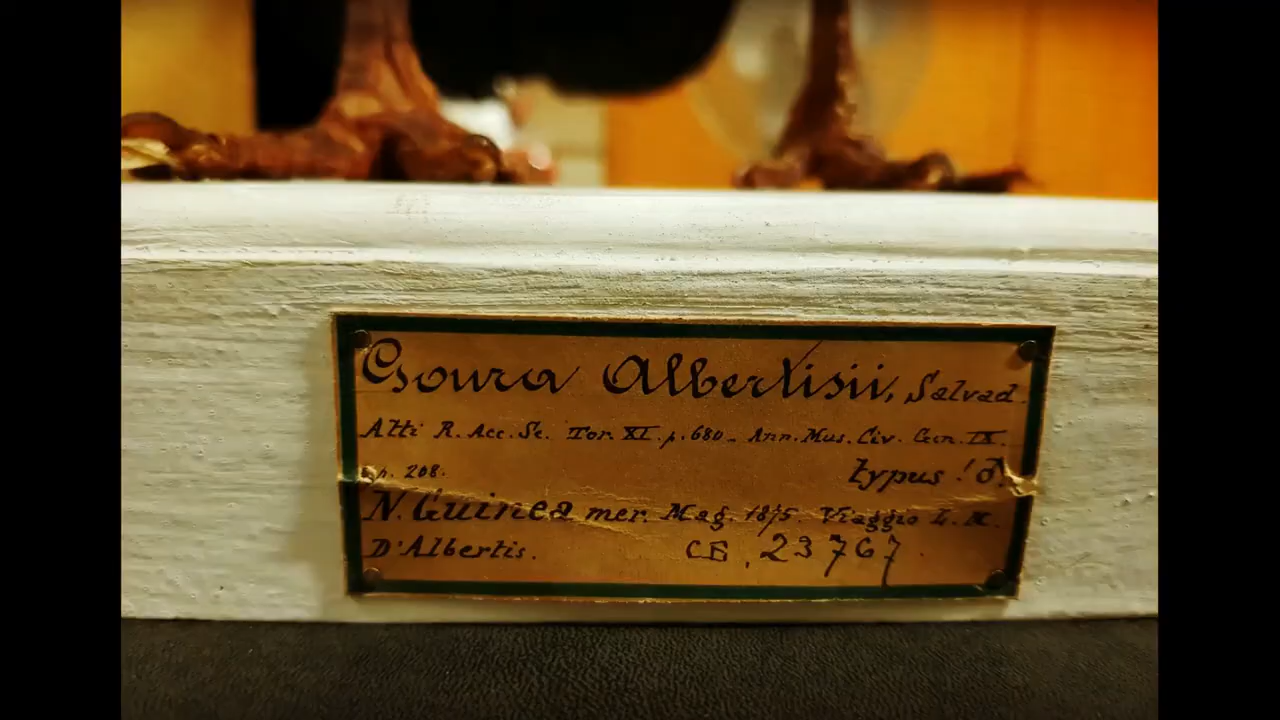 Goura Albertisii, Salvad.
Atti R. Acc. Sc. Tor. XI. p. 680 _ Ann. Mus. Civ. Gen. IX.
p. 208. typus! ♂.
N. Guinea mer. Mag. 1875. Viaggio L. M.
D'Albertis. CE. 23767.